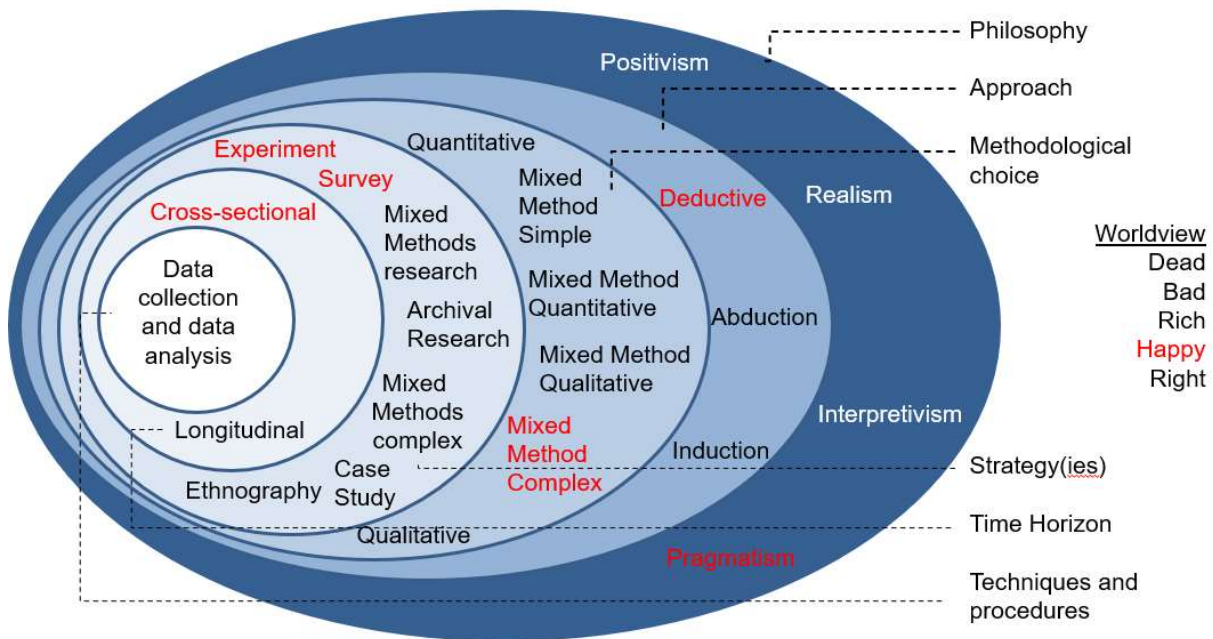 Philosophy
Positivism
Approach
Quantitative
Methodological
choice
Experiment
Survey
Mixed
Method
Simple
Deductive
Realism
Cross-sectional
Mixed
Methods
research
Worldview
Dead
Bad
Rich
Happy
Right
Data
collection
and data
analysis
Mixed Method
Quantitative
Archival
Research
Abduction
Mixed Method
Qualitative
Mixed
Methods
complex
Interpretivism
Longitudinal
Mixed
Method
Complex
Induction
Strategy(ies)
Case
Study
Ethnography
Time Horizon
Qualitative
Pragmatism
Techniques and
procedures